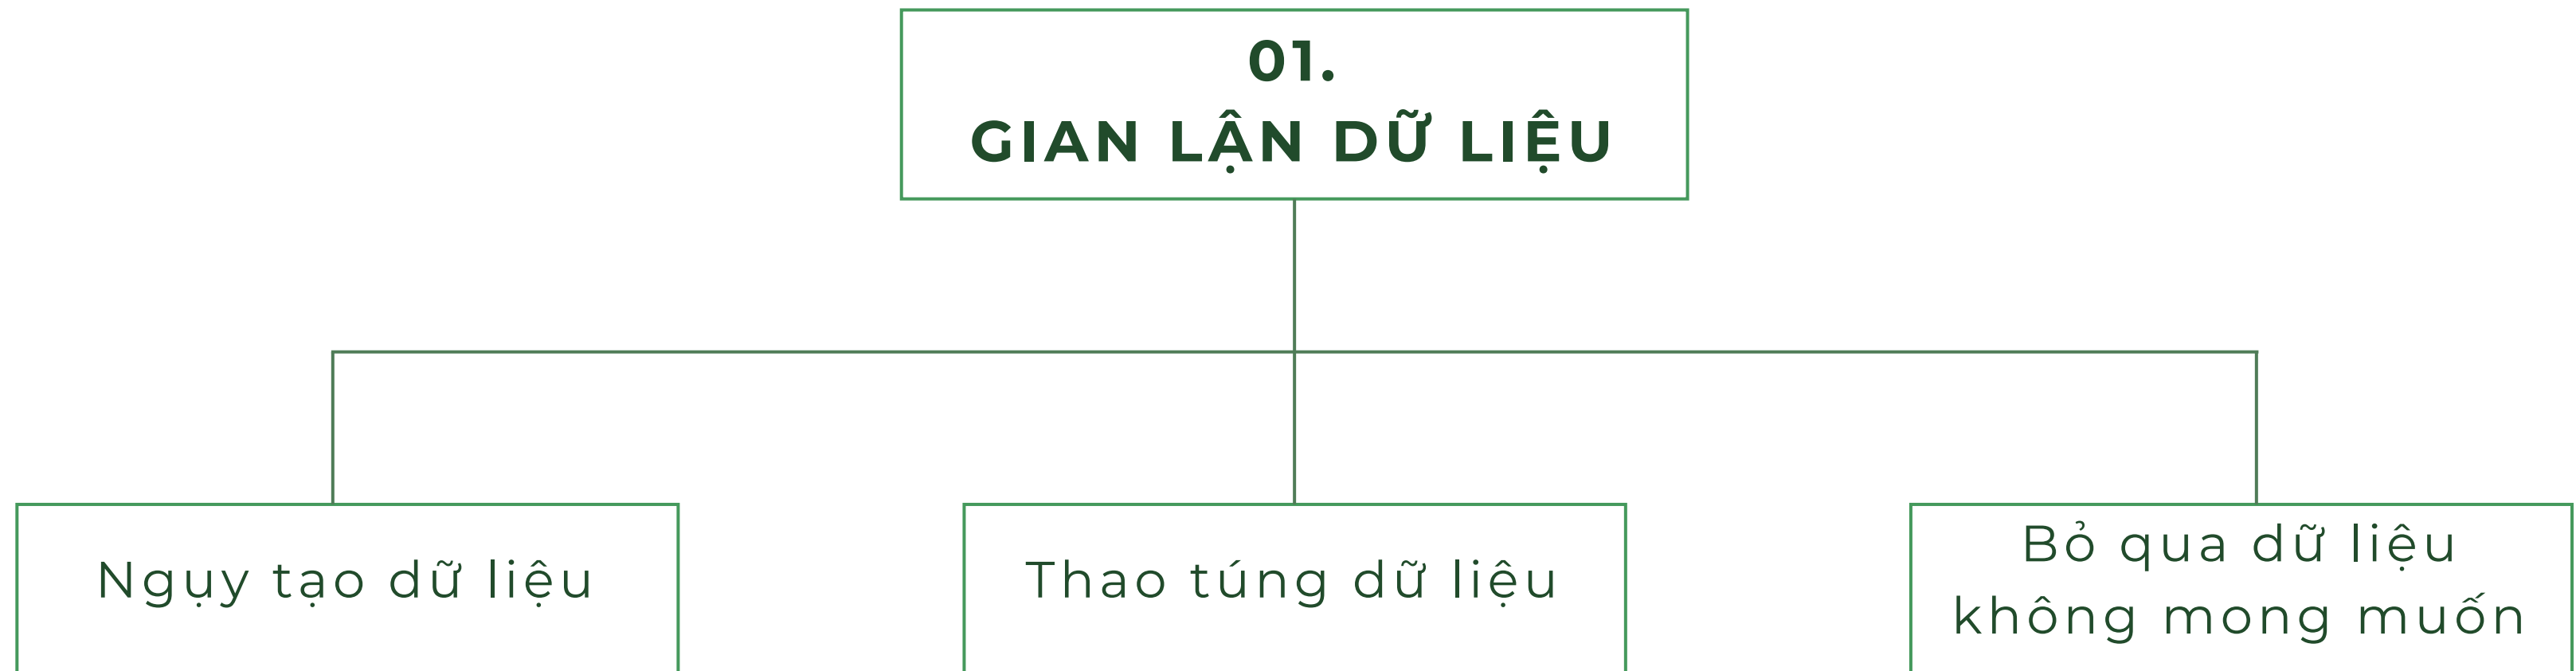 01.
GIAN LẬN DỮ LIỆU
Ngụy tạo dữ liệu
Thao túng dữ liệu
Bỏ qua dữ liệu
không mong muốn